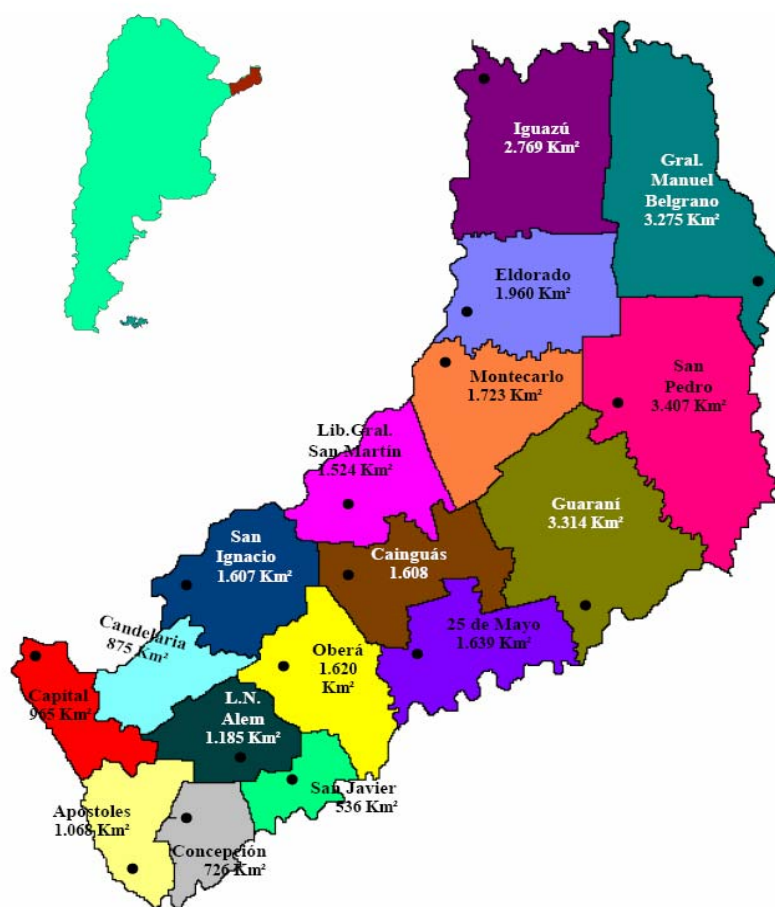 Iguazú
2.769 Km²
Gral.
Manuel
Belgrano
3.275 Km²
Eldorado
1.960 Km²
San
Pedro
3.407 Km²
Montecarlo
1.723 Km²
Lib.Gral.
San Martín
1.524 Km²
Guaraní
3.314 Km²
San
Ignacio
1.607 Km²
Cainguás
1.608
Candelaria
875 Km²
25 de Mayo
1.639 Km²
Oberá
1.620
Km²
Capital
965 Km²
L.N.
Alem
1.185 Km²
San Javier
536 Km²
Apóstoles
1.068 Km²
Concepción
726 Km²